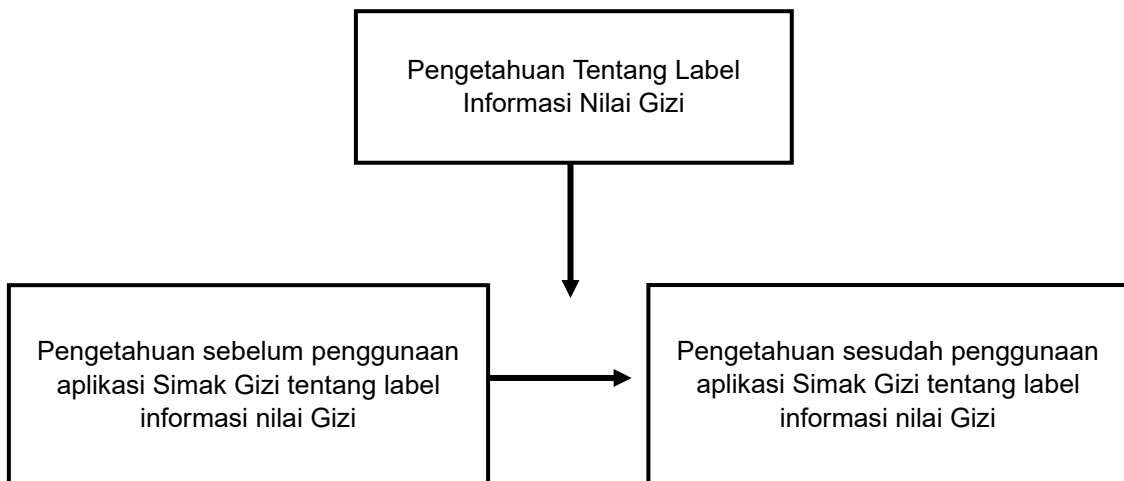 Pengetahuan Tentang Label
Informasi Nilai Gizi
Pengetahuan sebelum penggunaan
aplikasi Simak Gizi tentang label
informasi nilai Gizi
Pengetahuan sesudah penggunaan
aplikasi Simak Gizi tentang label
informasi nilai Gizi